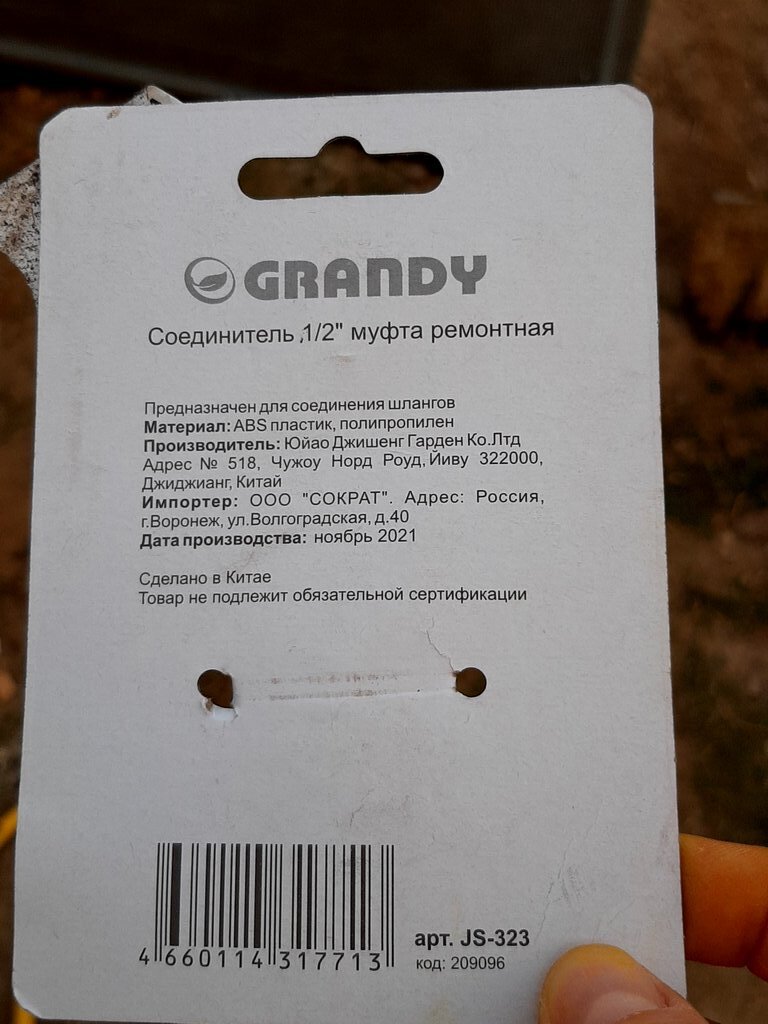 GRANDY
Соединитель ,1/2" муфта ремонтная
Предназначен для соединения шлангов
Материал: ABS пластик, полипропилен
Производитель: Юйао Джишенг Гарден Ко.Лтд
Адрес № 518, Чужоу Норд Роуд, Йиву 322000,
Джиджианг, Китай
Импортер: ООО "СОКРАТ". Адрес: Россия,
г.Воронеж, ул.Волгоградская, д.40
Дата производства: ноябрь 2021
Сделано в Китае
Товар не подлежит обязательной сертификации
4 660114 317713
арт. JS-323
код: 209096